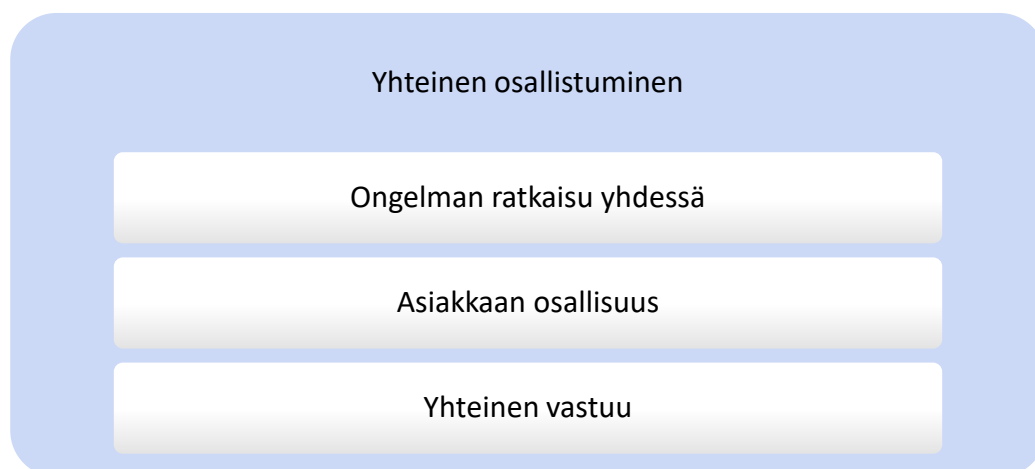 Yhteinen osallistuminen
Ongelman ratkaisu yhdessä
Asiakkaan osallisuus
Yhteinen vastuu